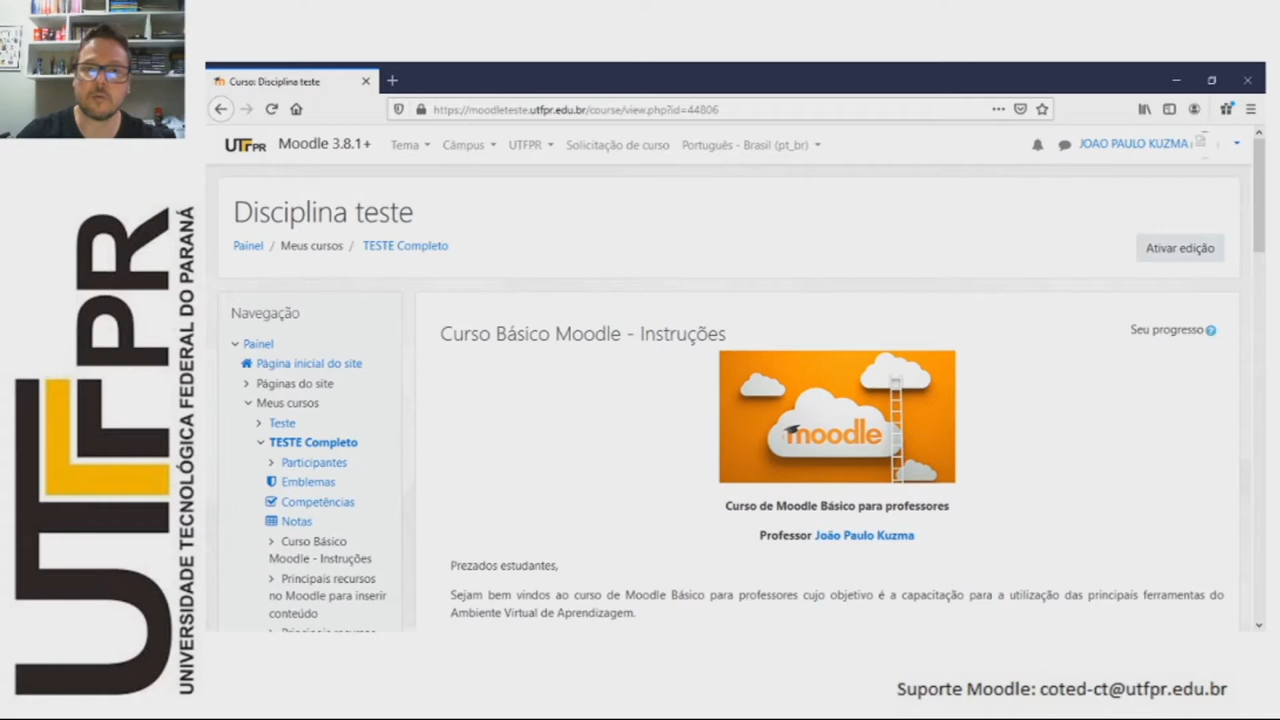 Curso: Disciplina teste
https://moodleteste.utfpr.edu.br/course/view.php?id=44806
UTFPR Moodle 3.8.1+ Tema Câmpus UTFPR Solicitação de curso Português - Brasil (pt_br) JOAO PAULO KUZMA
Disciplina teste
Painel / Meus cursos / TESTE Completo
Ativar edição
Navegação
Painel
Página inicial do site
Páginas do site
Meus cursos
Teste
TESTE Completo
Participantes
Emblemas
Competências
Notas
Curso Básico
Moodle - Instruções
Principais recursos
no Moodle para inserir
conteúdo
Principais recursos
Curso Básico Moodle - Instruções
Seu progresso
moodle
Curso de Moodle Básico para professores
Professor João Paulo Kuzma
Prezados estudantes,
Sejam bem vindos ao curso de Moodle Básico para professores cujo objetivo é a capacitação para a utilização das principais ferramentas do
Ambiente Virtual de Aprendizagem.
UTFPR
UNIVERSIDADE TECNOLÓGICA FEDERAL DO PARANÁ
Suporte Moodle: coted-ct@utfpr.edu.br